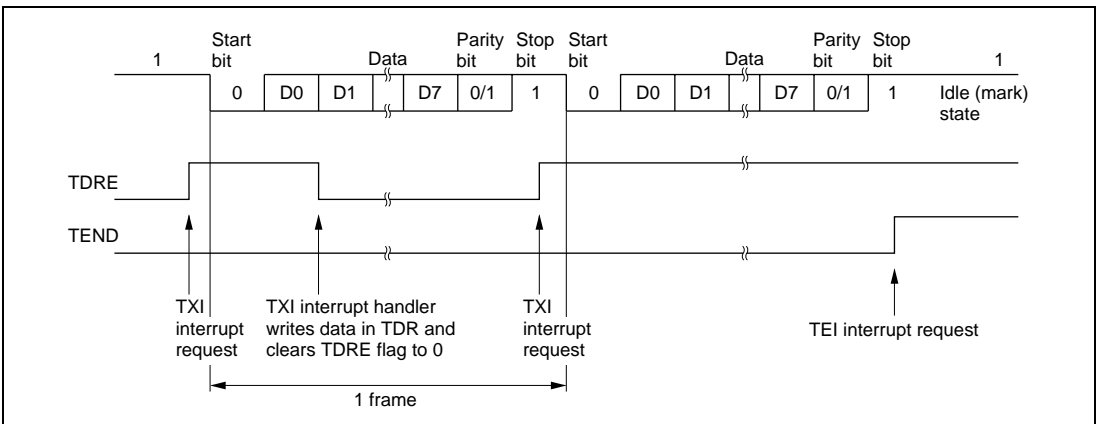 1 Start bit Data Parity bit Stop bit Start bit Data Parity bit Stop bit 1
0 D0 D1 D7 0/1 1 0 D0 D1 D7 0/1 1 Idle (mark) state
TDRE
TEND
TXI interrupt request
TXI interrupt handler writes data in TDR and clears TDRE flag to 0
TXI interrupt request
TEI interrupt request
1 frame